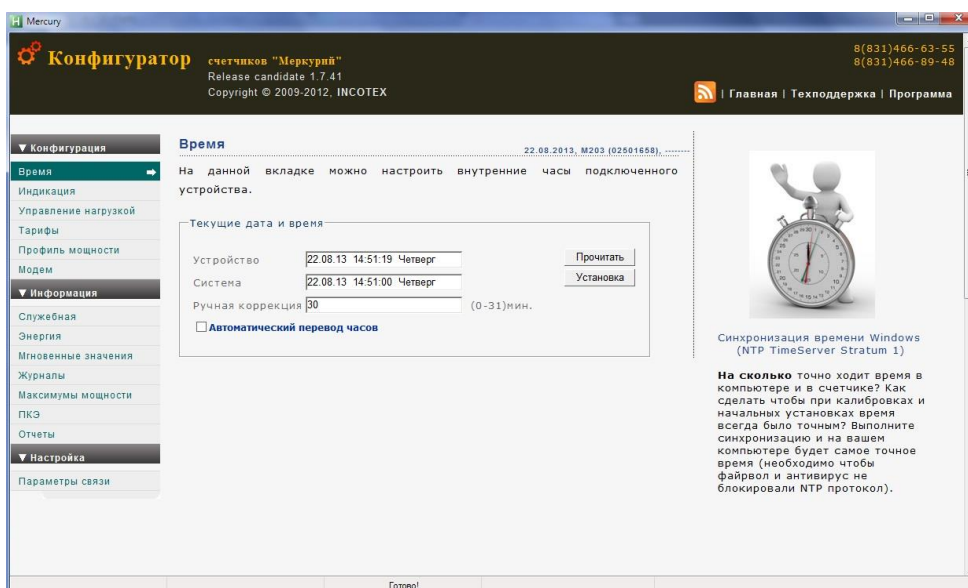 Mercury
Конфигуратор счетчиков "Меркурий"
Release candidate 1.7.41
Copyright © 2009-2012, INCOTEX
8(831)466-63-55
8(831)466-89-48
| Главная | Техподдержка | Программа
▼ Конфигурация
Время
Индикация
Управление нагрузкой
Тарифы
Профиль мощности
Модем
▼ Информация
Служебная
Энергия
Мгновенные значения
Журналы
Максимумы мощности
ПКЭ
Отчеты
▼ Настройка
Параметры связи
Время
22.08.2013, М203 (02501658), --------
На данной вкладке можно настроить внутренние часы подключенного
устройства.
Текущие дата и время
Устройство 22.08.13 14:51:19 Четверг Прочитать
Система 22.08.13 14:51:00 Четверг Установка
Ручная коррекция 30 (0-31)мин.
Автоматический перевод часов
Синхронизация времени Windows
(NTP TimeServer Stratum 1)
На сколько точно ходит время в
компьютере и в счетчике? Как
сделать чтобы при калибровках и
начальных установках время
всегда было точным? Выполните
синхронизацию и на вашем
компьютере будет самое точное
время (необходимо чтобы
файрвол и антивирус не
блокировали NTP протокол).
Готово!